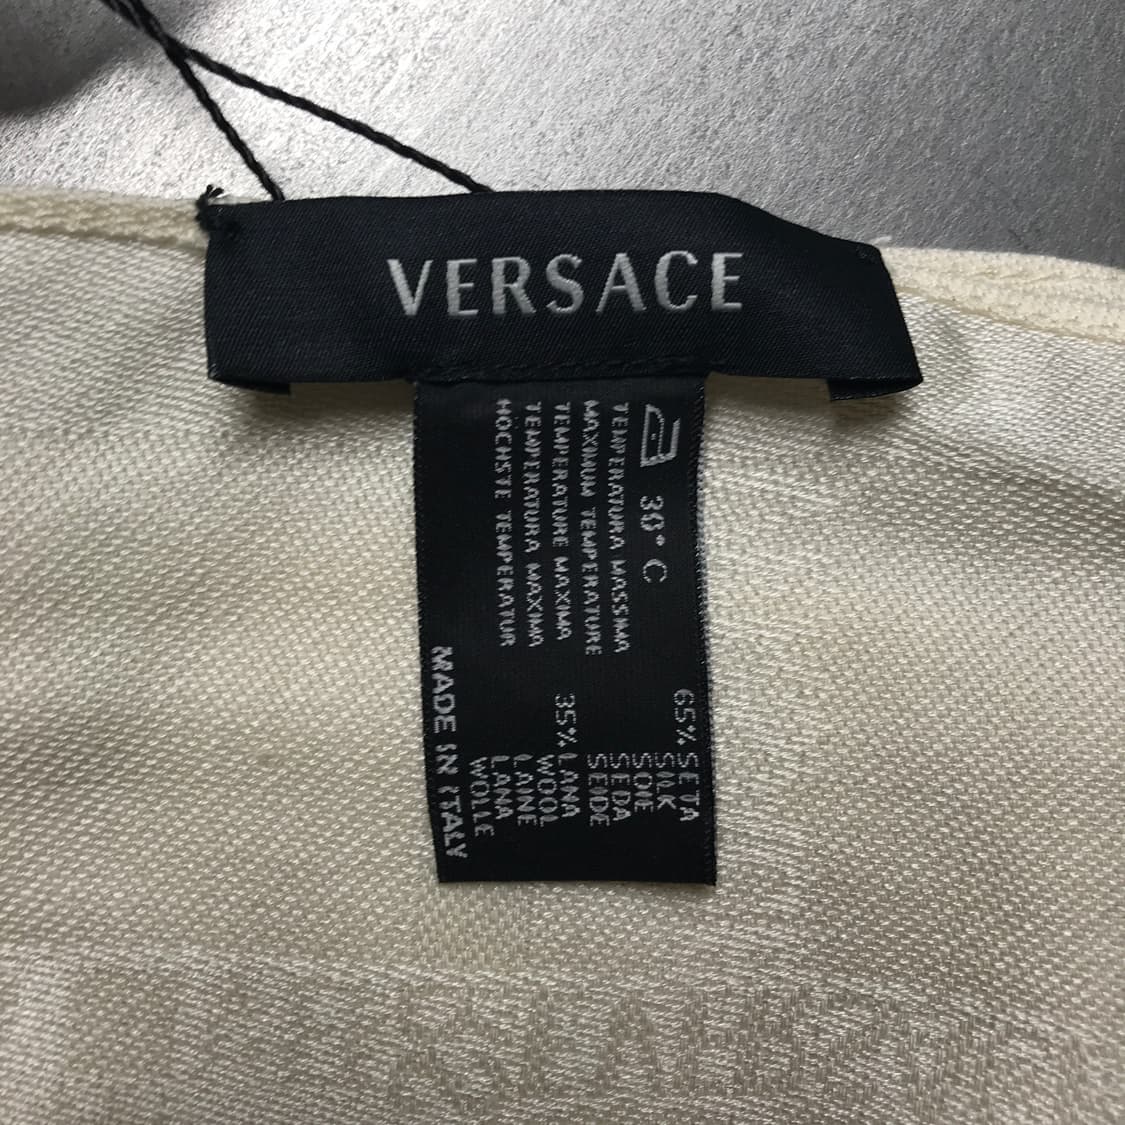 VERSACE
30° C
TEMPERATURA MASSIMA
MAXIMUM TEMPERATURE
TEMPERATURE MAXIMA
TEMPERATURA MAXIMA
HÖCHSTE TEMPERATUR
65% SETA
SILK
SOIE
SEDA
SEIDE
35% LANA
WOOL
LAINE
LANA
WOLLE
MADE IN ITALY